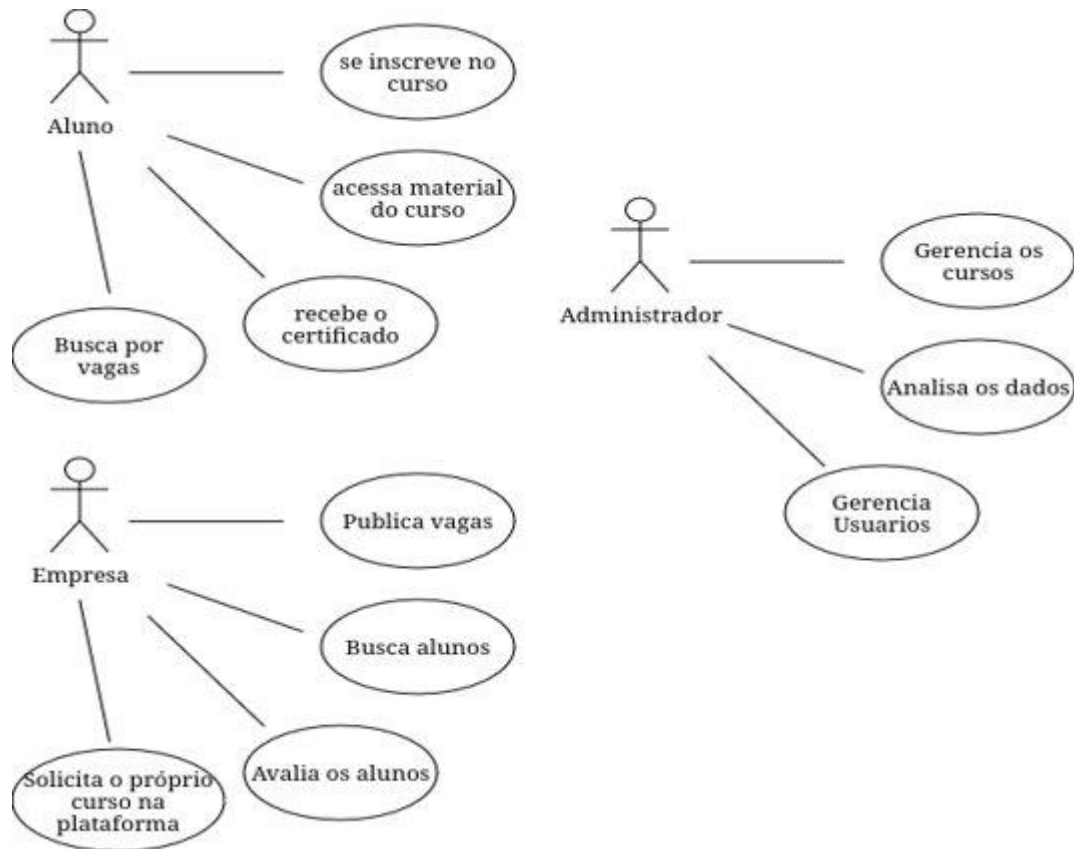 se inscreve no
curso
Aluno
acessa material
do curso
recebe o
certificado
Busca por
vagas
Gerencia os
cursos
Administrador
Analisa os dados
Gerencia
Usuarios
Publica vagas
Empresa
Busca alunos
Avalia os alunos
Solicita o próprio
curso na
plataforma